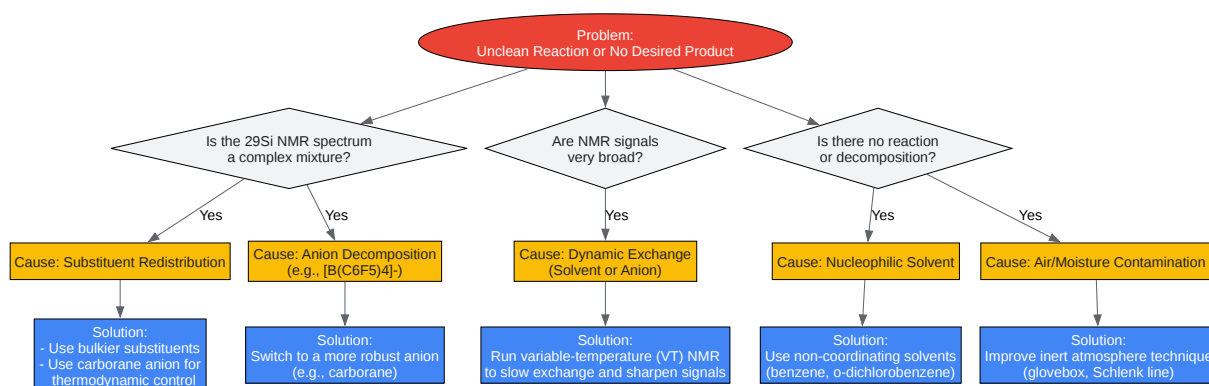 Problem:
Unclean Reaction or No Desired Product
Is the 29Si NMR spectrum
a complex mixture?
Are NMR signals
very broad?
Is there no reaction
or decomposition?
Yes
Yes
Yes
Yes
Yes
Cause: Substituent Redistribution
Cause: Anion Decomposition
(e.g., [B(C6F5)4]-)
Cause: Dynamic Exchange
(Solvent or Anion)
Cause: Nucleophilic Solvent
Cause: Air/Moisture Contamination
Solution:
- Use bulkier substituents
- Use carborane anion for
thermodynamic control
Solution:
Switch to a more robust anion
(e.g., carborane)
Solution:
Run variable-temperature (VT) NMR
to slow exchange and sharpen signals
Solution:
Use non-coordinating solvents
(benzene, o-dichlorobenzene)
Solution:
Improve inert atmosphere technique
(glovebox, Schlenk line)